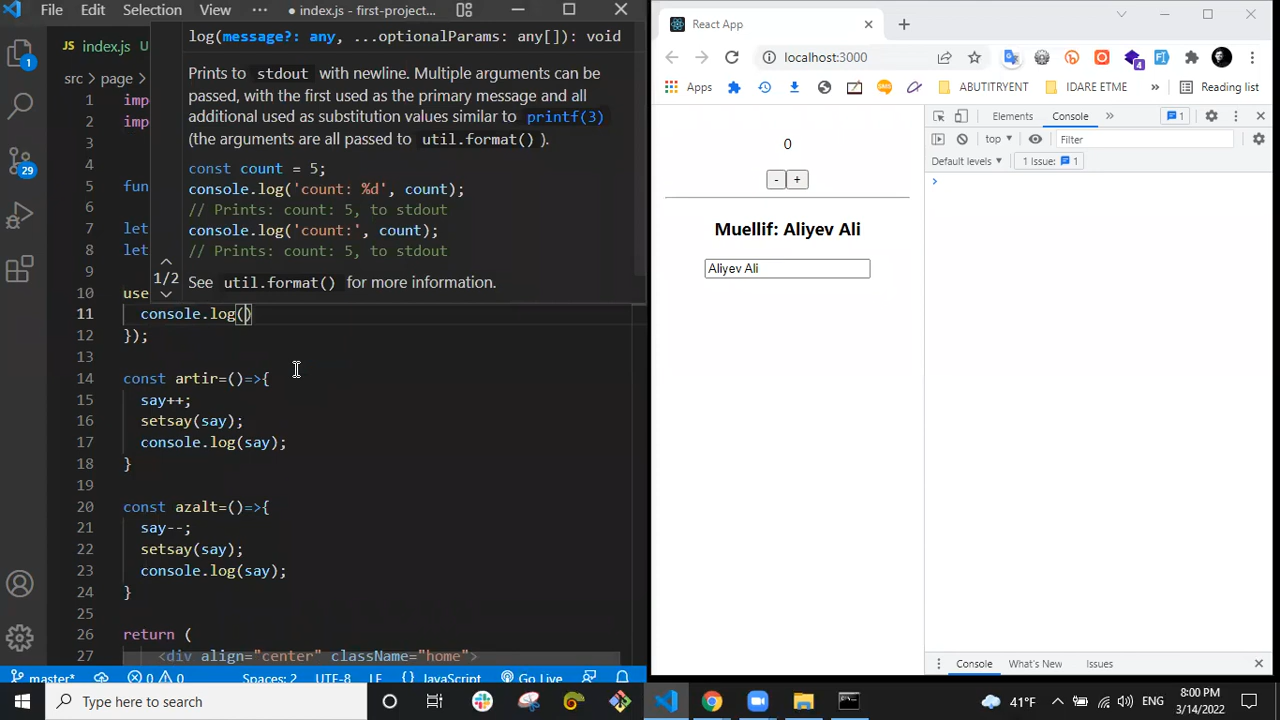 File Edit Selection View ··· ● index.js - first-project...
JS index.js U
src > page >
log(message?: any, ...optionalParams: any[]): void
Prints to stdout with newline. Multiple arguments can be
passed, with the first used as the primary message and all
additional used as substitution values similar to printf(3)
(the arguments are all passed to util.format() ).
const count = 5;
console.log('count: %d', count);
// Prints: count: 5, to stdout
console.log('count:', count);
// Prints: count: 5, to stdout
1/2
See util.format() for more information.
1 imp
2 imp
3
4
5 fun
6
7 let
8 let
9
10 use
11 console.log()
12 });
13
14 const artir=()=>{
15 say++;
16 setsay(say);
17 console.log(say);
18 }
19
20 const azalt=()=>{
21 say--;
22 setsay(say);
23 console.log(say);
24 }
25
26 return (
27 <div align="center" className="home">
1
29
master* 0 0 Spaces: 2 UTF-8 LF JavaScript Go Live
React App
localhost:3000
4
Apps SMS ABUTITRYENT IDARE ETME » Reading list
0
- +
Muellif: Aliyev Ali
Aliyev Ali
Elements Console » 1
top Filter
Default levels 1 Issue: 1
Console What's New Issues
Type here to search
41°F ENG 8:00 PM
3/14/2022